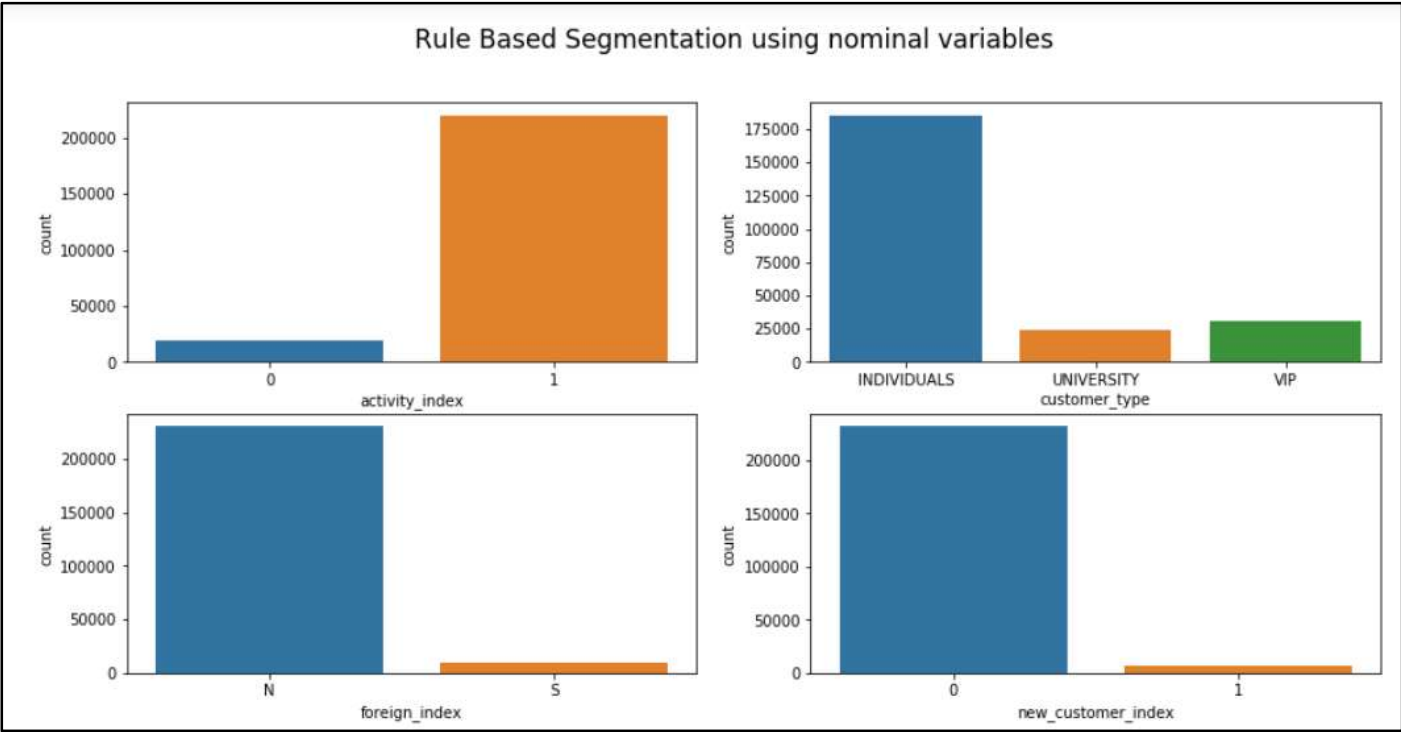 Rule Based Segmentation using nominal variables
200000
150000
100000
50000
0
count
0 1
activity_index
175000
150000
125000
100000
75000
50000
25000
0
count
INDIVIDUALS UNIVERSITY VIP
customer_type
200000
150000
100000
50000
0
count
N S
foreign_index
200000
150000
100000
50000
0
count
0 1
new_customer_index